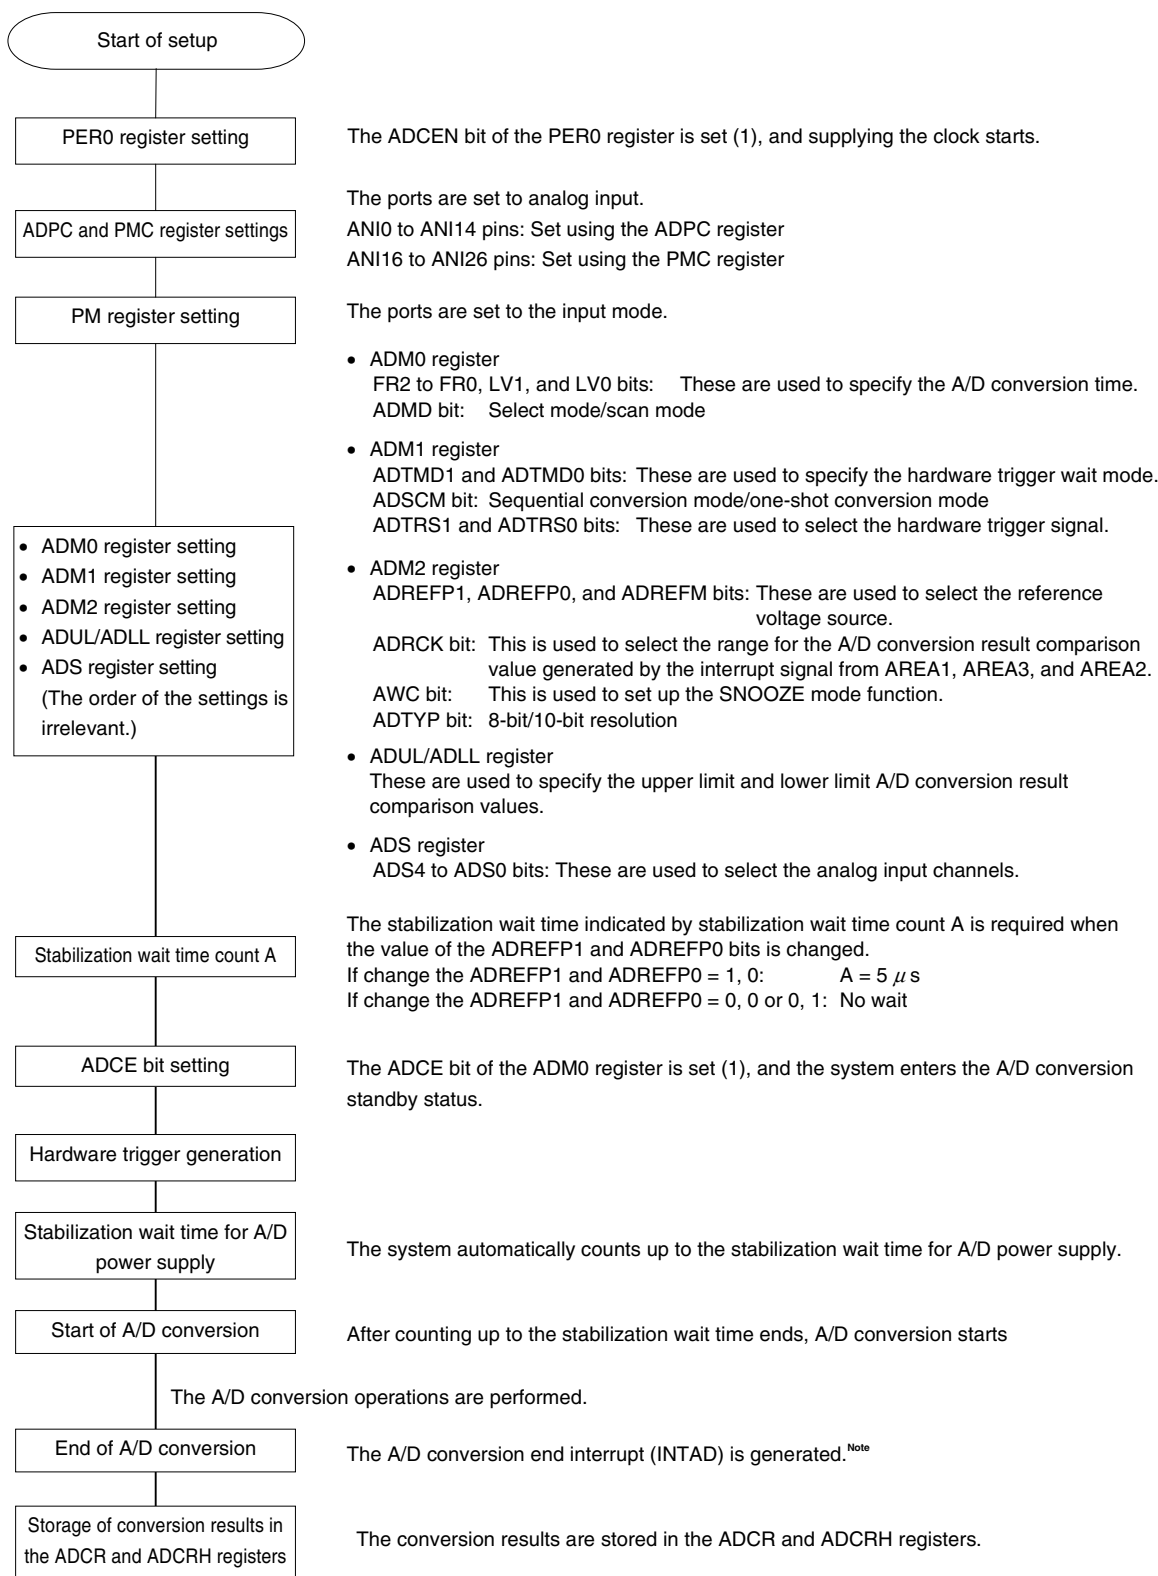 Start of setup
PER0 register setting
The ADCEN bit of the PER0 register is set (1), and supplying the clock starts.
ADPC and PMC register settings
The ports are set to analog input.
ANI0 to ANI14 pins: Set using the ADPC register
ANI16 to ANI26 pins: Set using the PMC register
PM register setting
The ports are set to the input mode.
• ADM0 register setting
• ADM1 register setting
• ADM2 register setting
• ADUL/ADLL register setting
• ADS register setting
(The order of the settings is
irrelevant.)
• ADM0 register
FR2 to FR0, LV1, and LV0 bits: These are used to specify the A/D conversion time.
ADMD bit: Select mode/scan mode
• ADM1 register
ADTMD1 and ADTMD0 bits: These are used to specify the hardware trigger wait mode.
ADSCM bit: Sequential conversion mode/one-shot conversion mode
ADTRS1 and ADTRS0 bits: These are used to select the hardware trigger signal.
• ADM2 register
ADREFP1, ADREFP0, and ADREFM bits: These are used to select the reference
voltage source.
ADRCK bit: This is used to select the range for the A/D conversion result comparison
value generated by the interrupt signal from AREA1, AREA3, and AREA2.
AWC bit: This is used to set up the SNOOZE mode function.
ADTYP bit: 8-bit/10-bit resolution
• ADUL/ADLL register
These are used to specify the upper limit and lower limit A/D conversion result
comparison values.
• ADS register
ADS4 to ADS0 bits: These are used to select the analog input channels.
Stabilization wait time count A
The stabilization wait time indicated by stabilization wait time count A is required when
the value of the ADREFP1 and ADREFP0 bits is changed.
If change the ADREFP1 and ADREFP0 = 1, 0: A = 5 μ s
If change the ADREFP1 and ADREFP0 = 0, 0 or 0, 1: No wait
ADCE bit setting
The ADCE bit of the ADM0 register is set (1), and the system enters the A/D conversion
standby status.
Hardware trigger generation
Stabilization wait time for A/D
power supply
The system automatically counts up to the stabilization wait time for A/D power supply.
Start of A/D conversion
After counting up to the stabilization wait time ends, A/D conversion starts
The A/D conversion operations are performed.
End of A/D conversion
The A/D conversion end interrupt (INTAD) is generated.Note
Storage of conversion results in
the ADCR and ADCRH registers
The conversion results are stored in the ADCR and ADCRH registers.